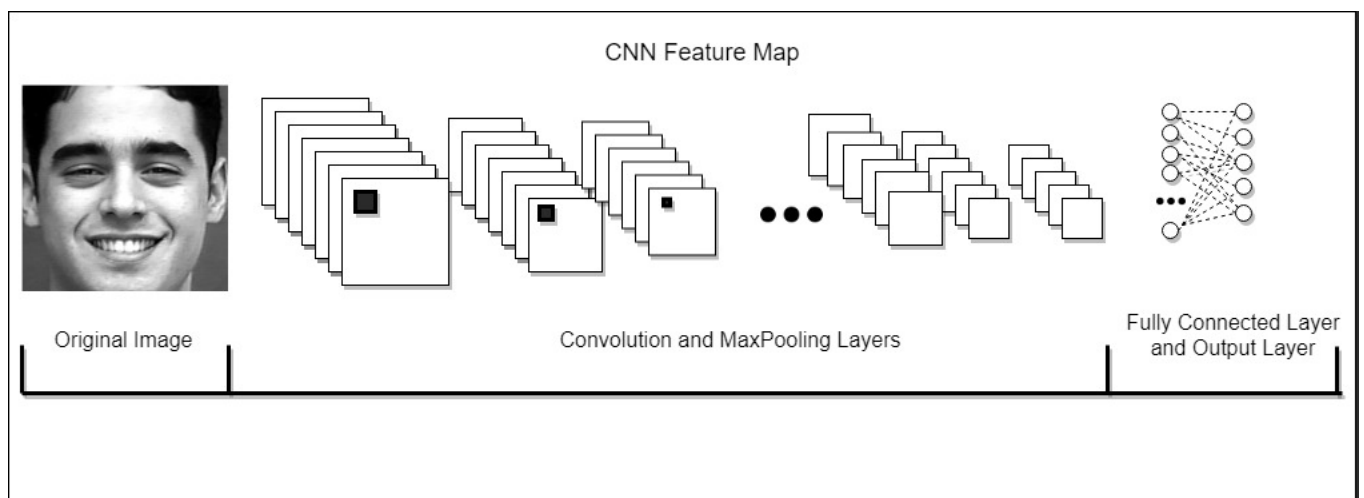 CNN Feature Map
Original Image
Convolution and MaxPooling Layers
Fully Connected Layer
and Output Layer